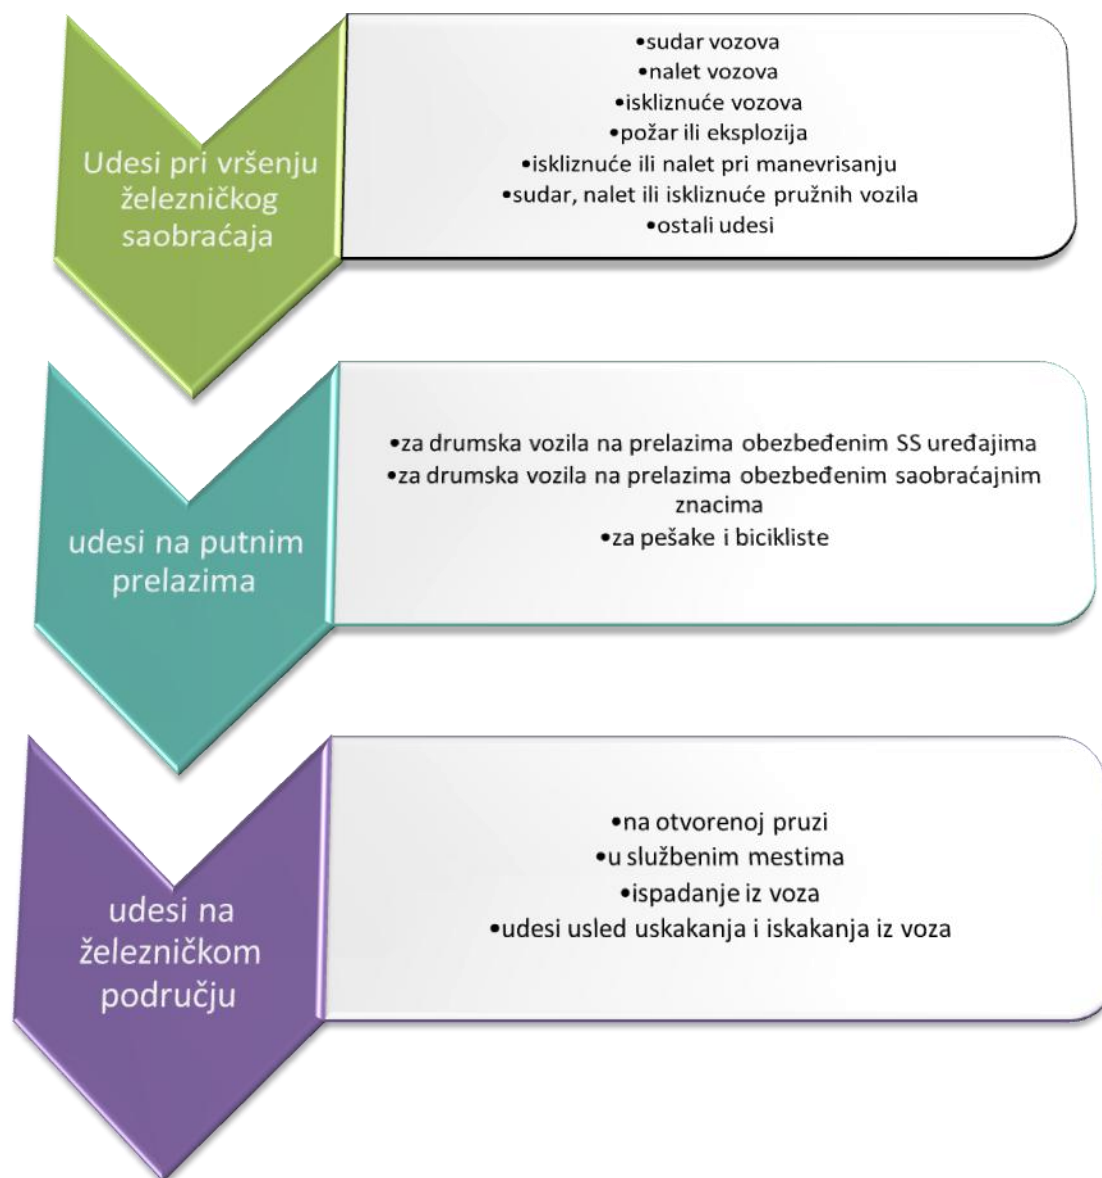 Udesi pri vršenju
železničkog
saobraćaja
•sudar vozova
•nalet vozova
•iskliznuće vozova
•požar ili eksplozija
•iskliznuće ili nalet pri manevrisanju
•sudar, nalet ili iskliznuće pružnih vozila
•ostali udesi
udesi na putnim
prelazima
•za drumska vozila na prelazima obezbeđenim SS uređajima
•za drumska vozila na prelazima obezbeđenim saobraćajnim
znacima
•za pešake i bicikliste
udesi na
železničkom
području
•na otvorenoj pruzi
•u službenim mestima
•ispadanje iz voza
•udesi usled uskakanja i iskakanja iz voza